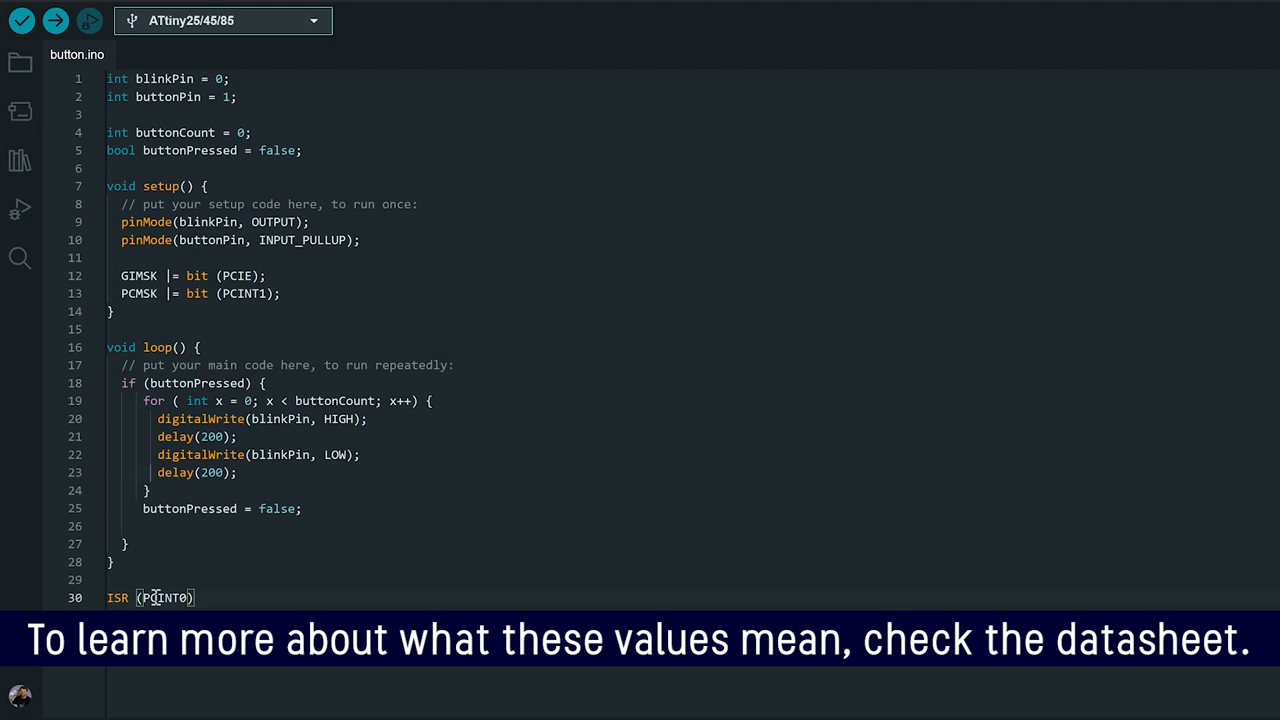 ATtiny25/45/85
button.ino
1 int blinkPin = 0;
2 int buttonPin = 1;
3
4 int buttonCount = 0;
5 bool buttonPressed = false;
6
7 void setup() {
8 // put your setup code here, to run once:
9 pinMode(blinkPin, OUTPUT);
10 pinMode(buttonPin, INPUT_PULLUP);
11
12 GIMSK |= bit (PCIE);
13 PCMSK |= bit (PCINT1);
14 }
15
16 void loop() {
17 // put your main code here, to run repeatedly:
18 if (buttonPressed) {
19 for ( int x = 0; x < buttonCount; x++) {
20 digitalWrite(blinkPin, HIGH);
21 delay(200);
22 digitalWrite(blinkPin, LOW);
23 delay(200);
24 }
25 buttonPressed = false;
26
27 }
28 }
29
30 ISR (PCINT0)
To learn more about what these values mean, check the datasheet.